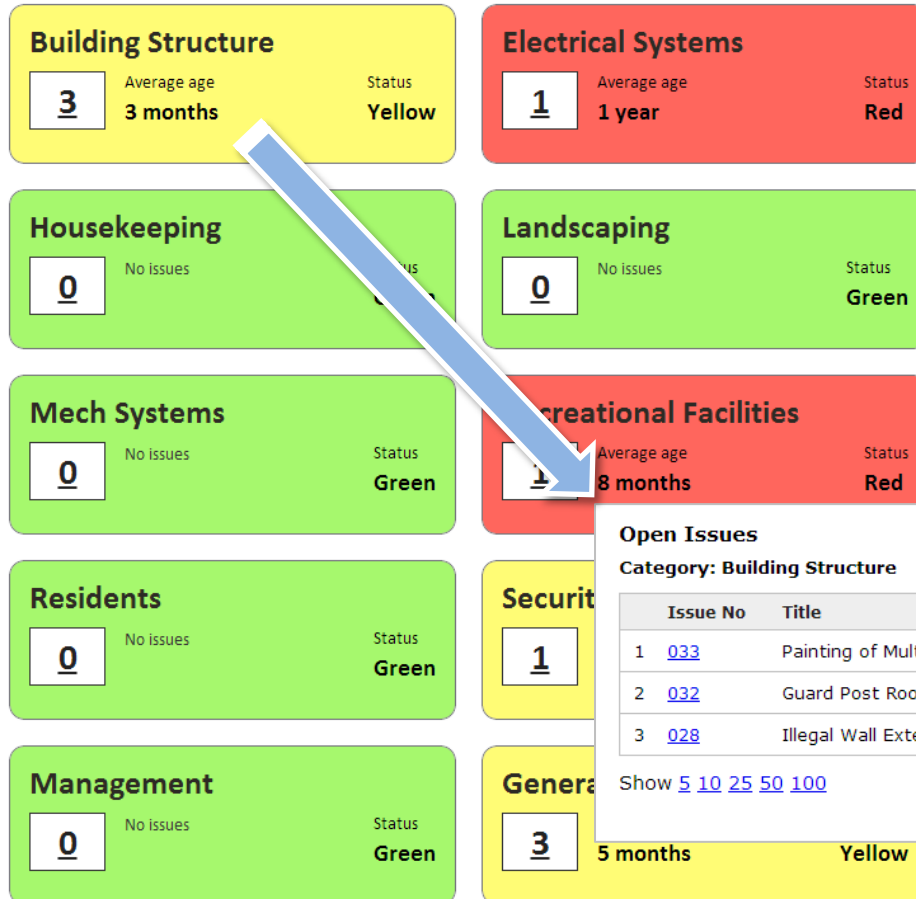 Building Structure
3
Average age
3 months
Status
Yellow
Electrical Systems
1
Average age
1 year
Status
Red
Housekeeping
0
No issues
Landscaping
0
No issues
Status
Green
Mech Systems
0
No issues
Status
Green
creational Facilities
1
Average age
8 months
Status
Red
Residents
0
No issues
Status
Green
Securit
1
Management
0
No issues
Status
Green
Genera
3
5 months
Yellow
Open Issues
Category: Building Structure
Issue No Title
1 033 Painting of Mult
2 032 Guard Post Roo
3 028 Illegal Wall Exte
Show 5 10 25 50 100